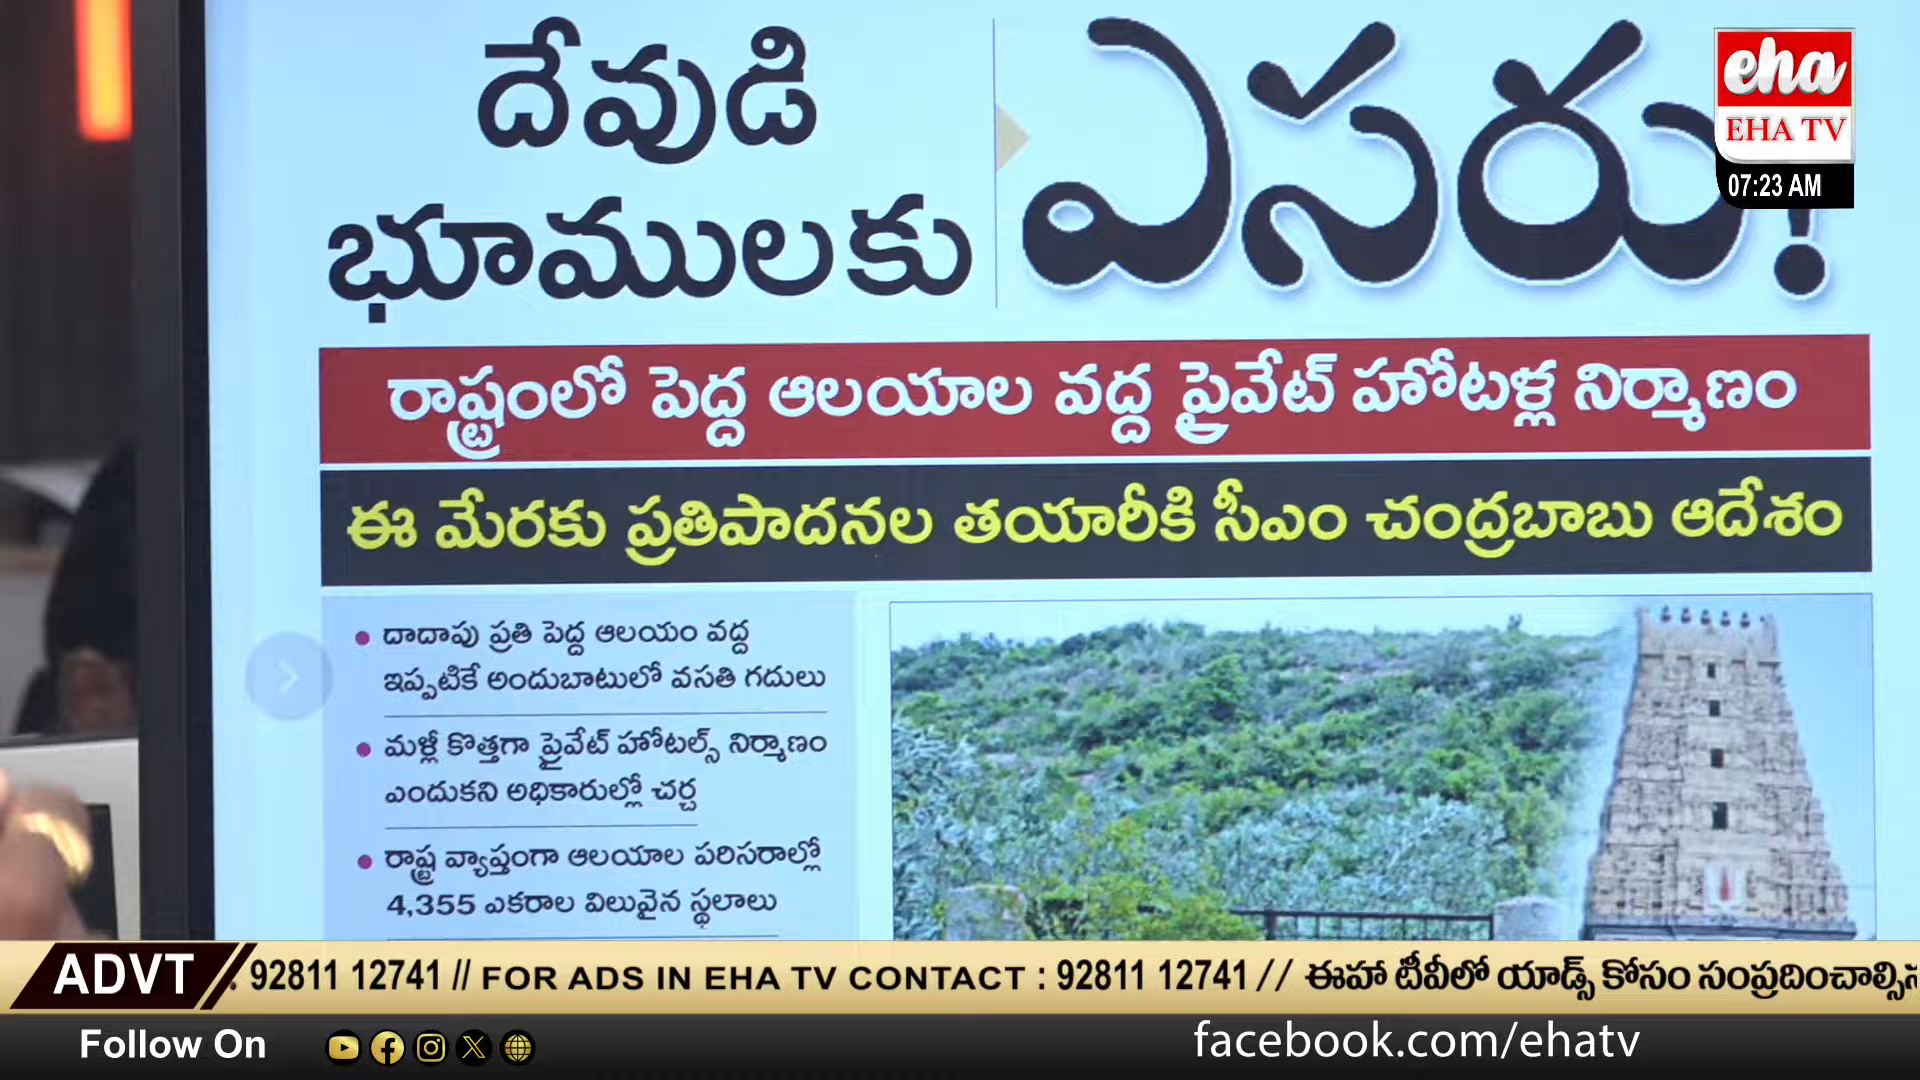 దేవుడి
భూములకు
ఎసరు!
eha
EHA TV
07:23 AM
రాష్ట్రంలో పెద్ద ఆలయాల వద్ద ప్రైవేట్ హోటళ్ల నిర్మాణం
ఈ మేరకు ప్రతిపాదనల తయారీకి సీఎం చంద్రబాబు ఆదేశం
• దాదాపు ప్రతి పెద్ద ఆలయం వద్ద
ఇప్పటికే అందుబాటులో వసతి గదులు
• మళ్లీ కొత్తగా ప్రైవేట్ హోటల్స్ నిర్మాణం
ఎందుకని అధికారుల్లో చర్చ
• రాష్ట్ర వ్యాప్తంగా ఆలయాల పరిసరాల్లో
4,355 ఎకరాల విలువైన స్థలాలు
ADVT : 92811 12741 // FOR ADS IN EHA TV CONTACT : 92811 12741 // ఈహా టీవీలో యాడ్స్ కోసం
Follow On
facebook.com/ehatv